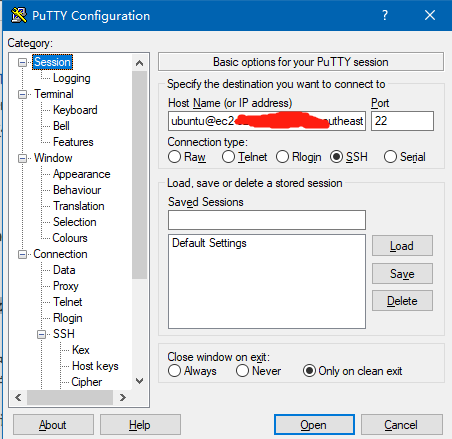 PuTTY Configuration
Category:
Session
Logging
Terminal
Keyboard
Bell
Features
Window
Appearance
Behaviour
Translation
Selection
Colours
Connection
Data
Proxy
Telnet
Rlogin
SSH
Kex
Host keys
Cipher
Basic options for your PuTTY session
Specify the destination you want to connect to
Host Name (or IP address) Port
ubuntu@ec2 utheast 22
Connection type:
Raw Telnet Rlogin SSH Serial
Load, save or delete a stored session
Saved Sessions
Default Settings
Load
Save
Delete
Close window on exit:
Always Never Only on clean exit
About Help Open Cancel